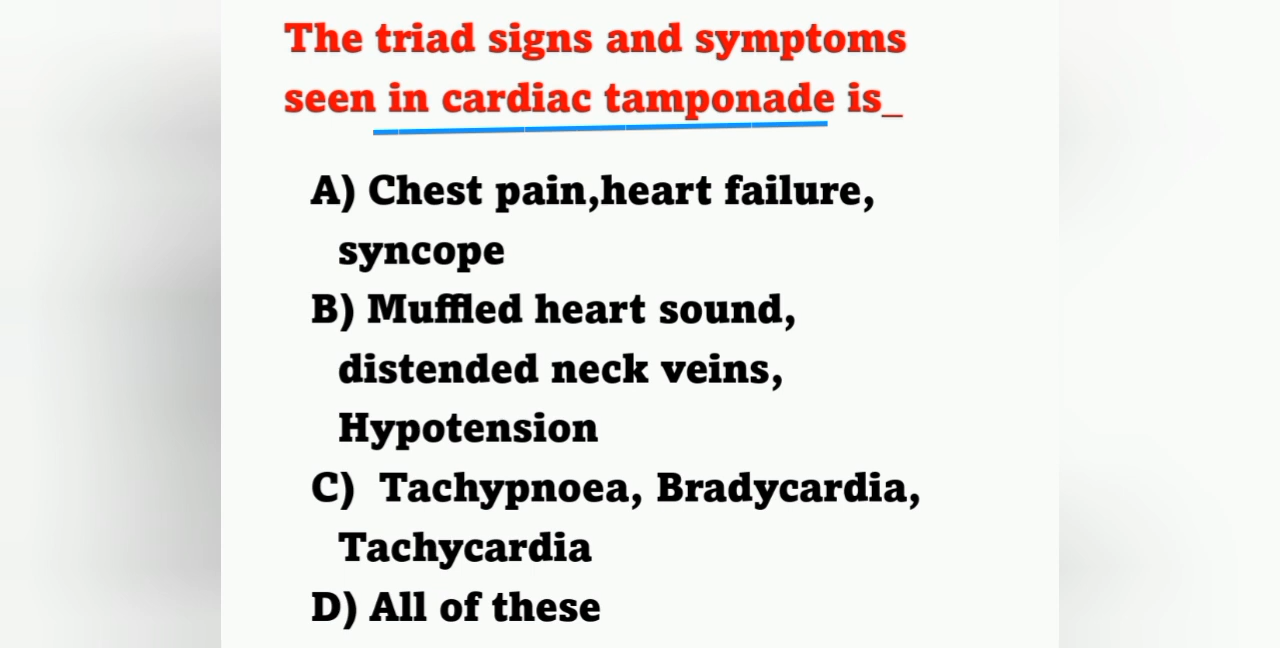 The triad signs and symptoms
seen in cardiac tamponade is_
A) Chest pain,heart failure,
syncope
B) Muffled heart sound,
distended neck veins,
Hypotension
C) Tachypnoea, Bradycardia,
Tachycardia
D) All of these